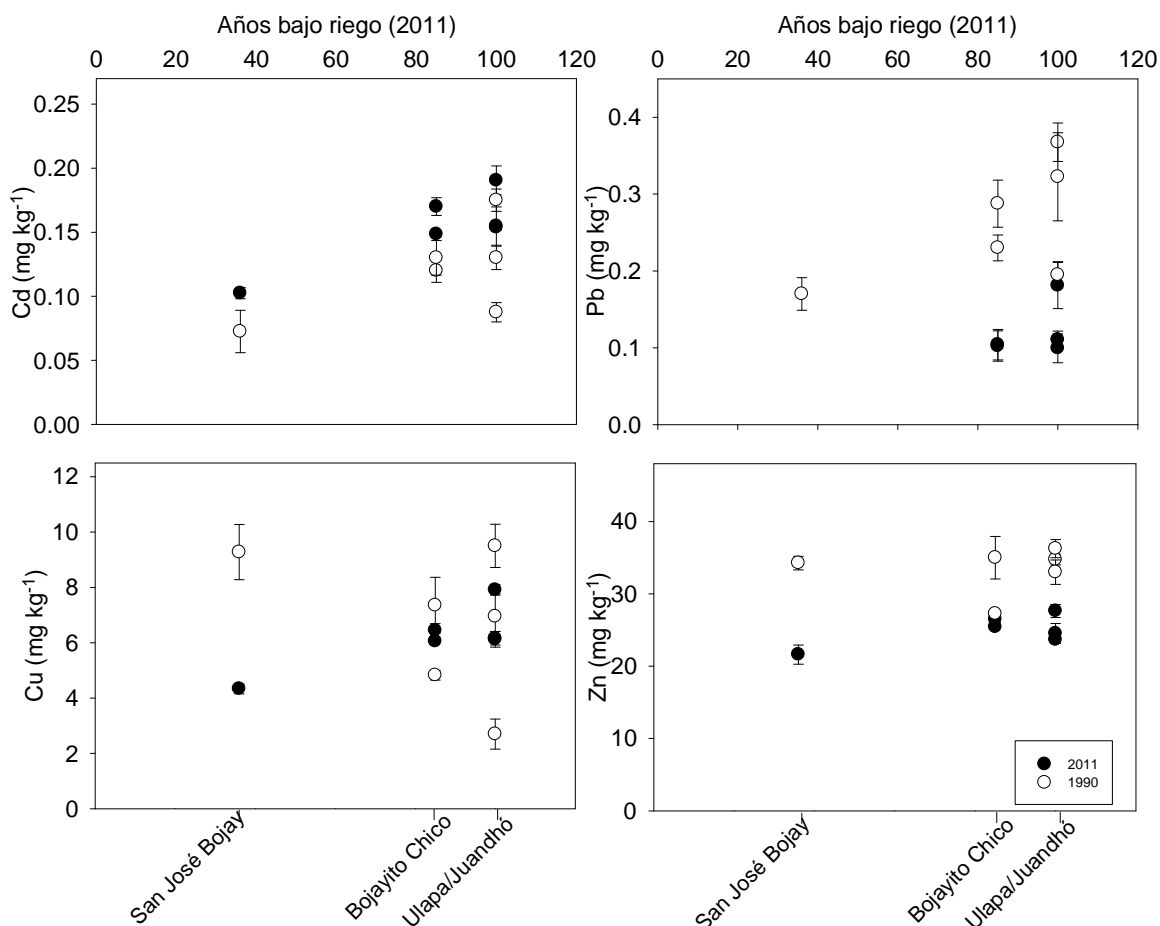 Años bajo riego (2011)
0 20 40 60 80 100 120
Cd (mg kg-1)
0.25
0.20
0.15
0.10
0.05
0.00
Años bajo riego (2011)
0 20 40 60 80 100 120
Pb (mg kg-1)
0.4
0.3
0.2
0.1
0.0
Cu (mg kg-1)
12
10
8
6
4
2
0
San José Bojay
Bojayito Chico
Ulapa/Juandhó
Zn (mg kg-1)
40
30
20
10
0
2011
1990
San José Bojay
Bojayito Chico
Ulapa/Juandhó